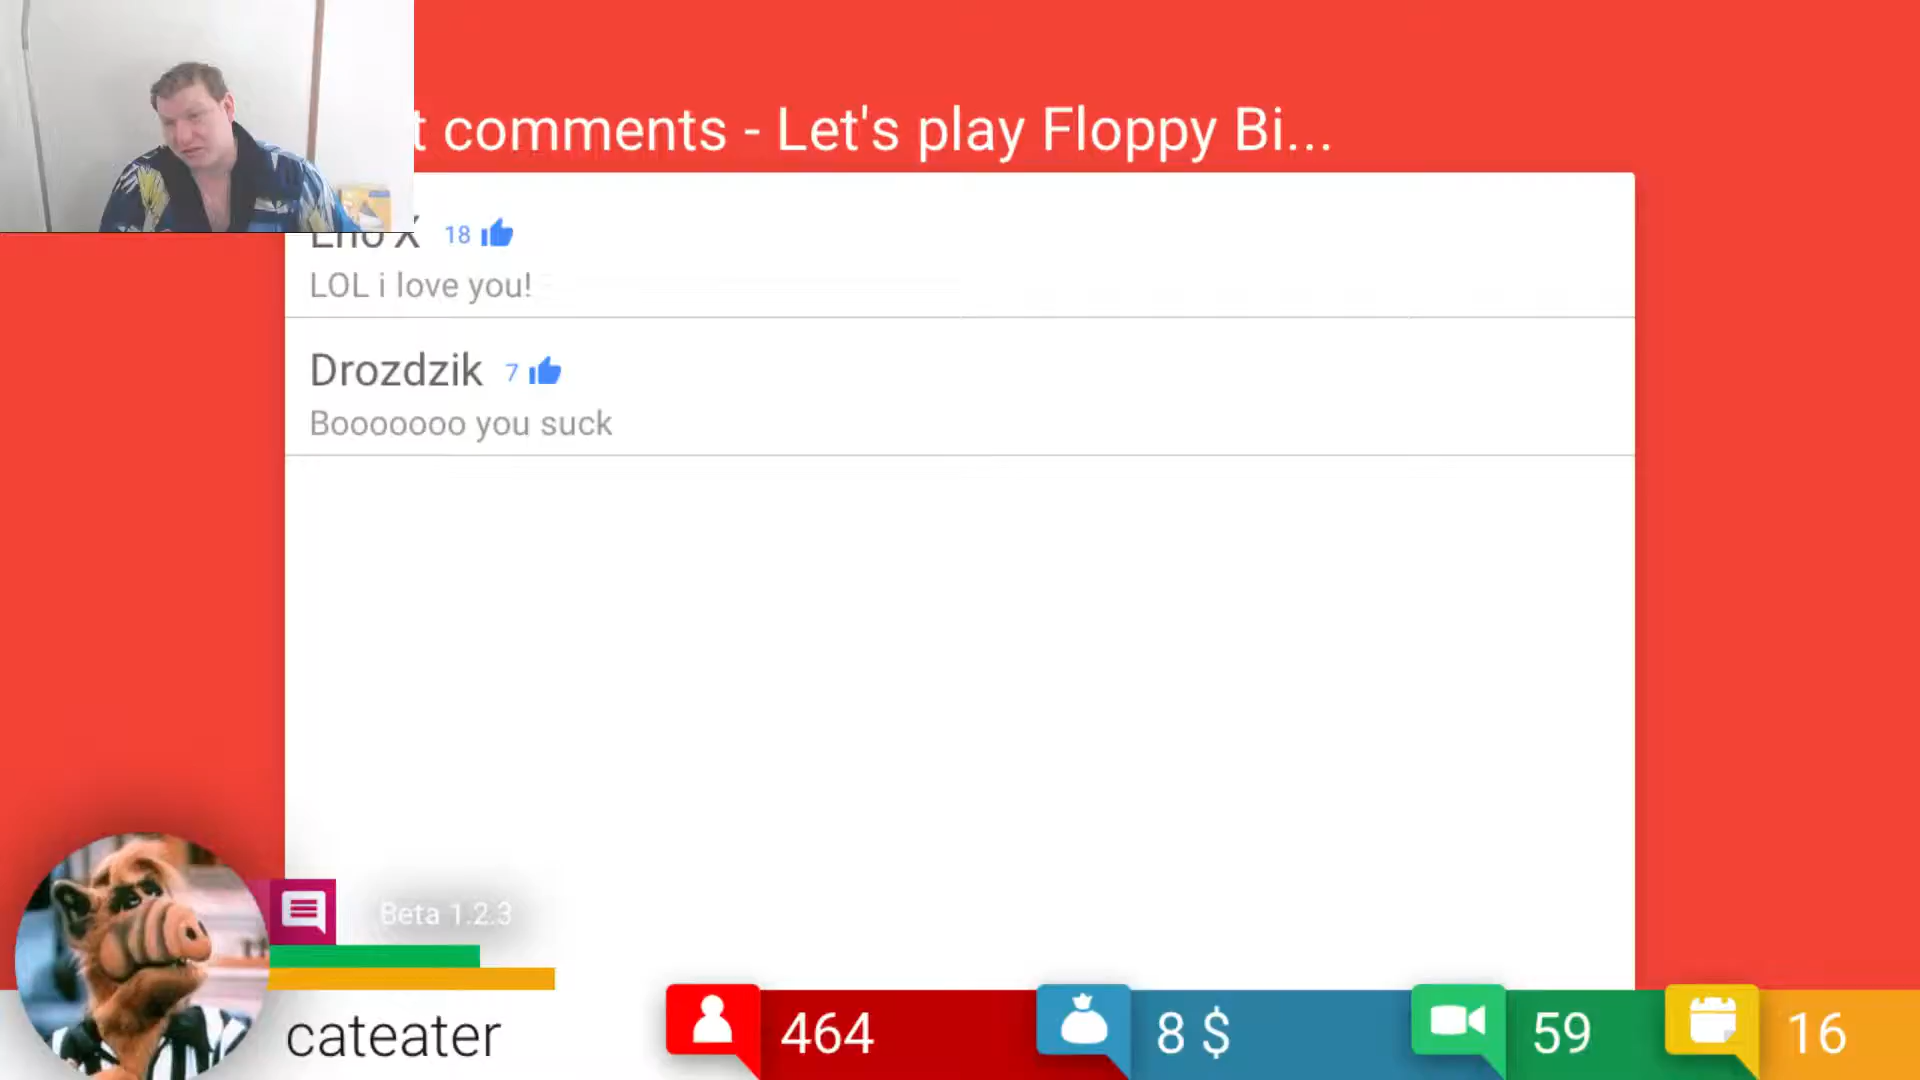 t comments - Let's play Floppy Bi...
18
LOL i love you!
Drozdzik 7
Booooooo you suck
Beta 1.2.3
cateater
464
8 $
59
16